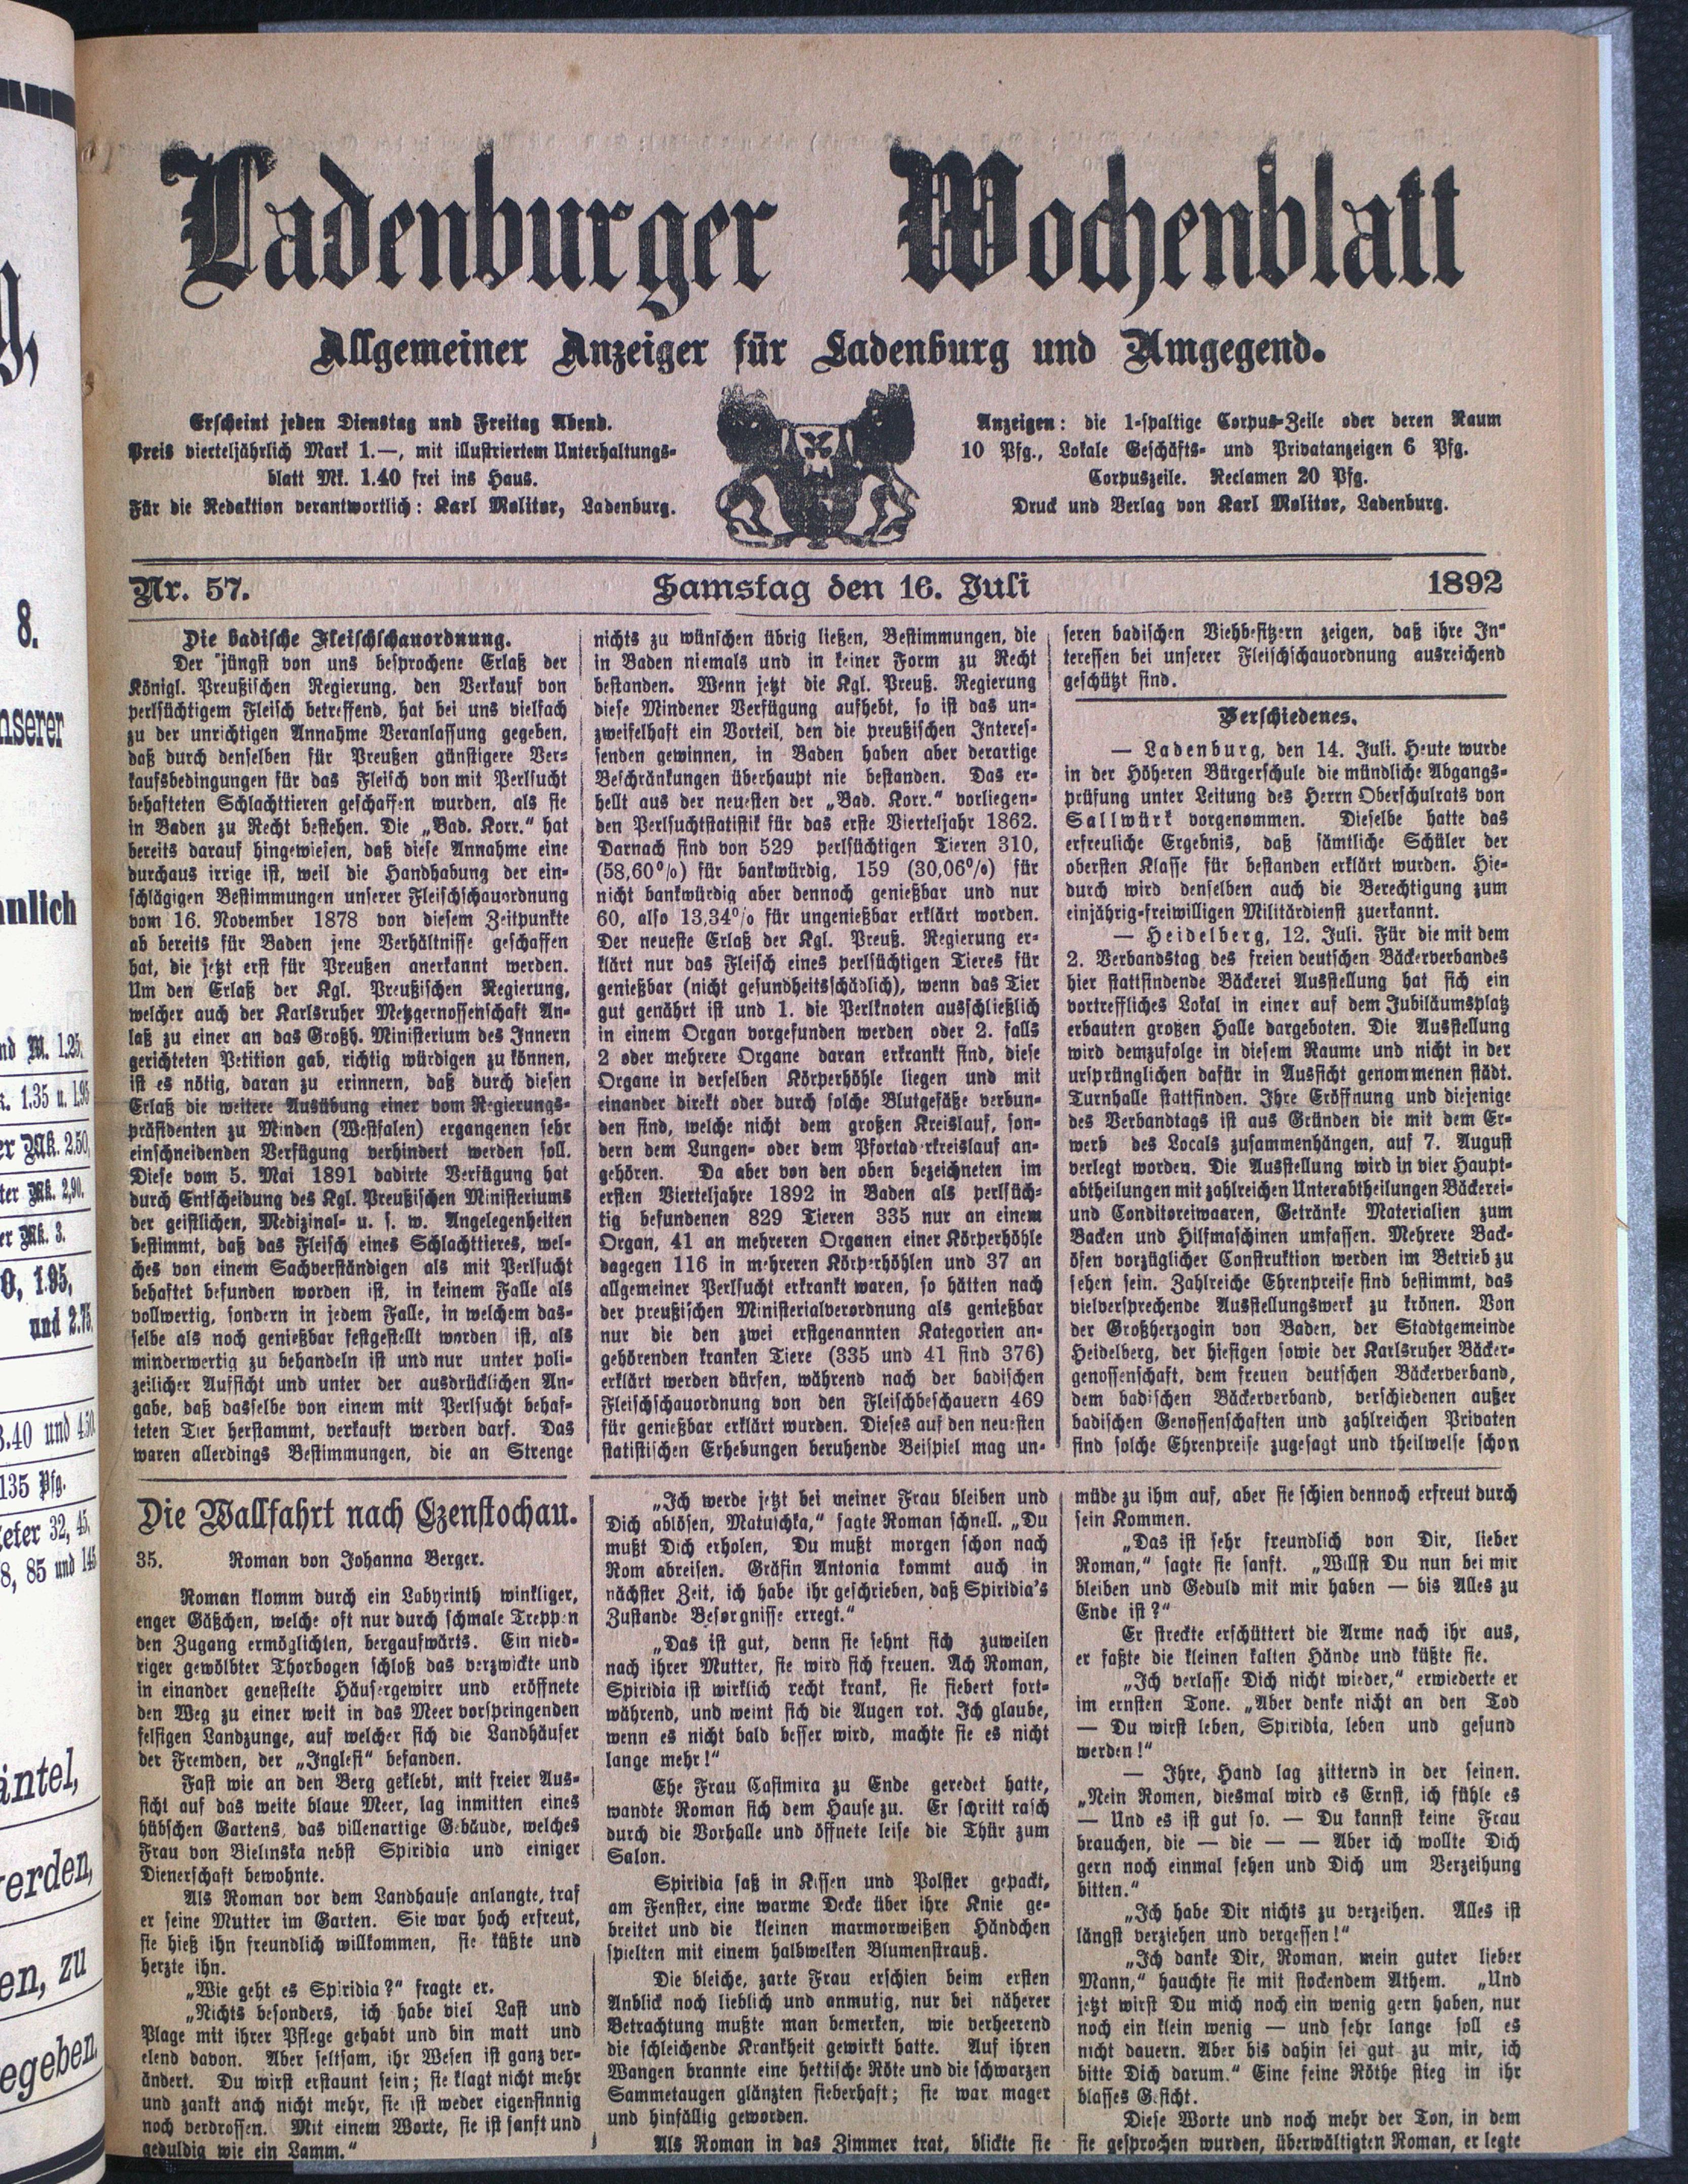 Ladenburger Wochenblatt
Allgemeiner Anzeiger für Ladenburg und Umgegend.
Erscheint jeden Dienstag und Freitag Abend.
Preis vierteljährlich Mark 1.—, mit illustriertem Unterhaltungs-
blatt Mk. 1.40 frei ins Haus.
Für die Redaktion verantwortlich: Karl Molitor, Ladenburg.
Anzeigen: die 1-spaltige Corpus-Zeile oder deren Raum
10 Pfg., Lokale Geschäfts- und Privatanzeigen 6 Pfg.
Corpuszeile. Reclamen 20 Pfg.
Druck und Verlag von Karl Molitor, Ladenburg.
Nr. 57. Samstag den 16. Juli 1892
Die badische Fleischschauordnung.
Der jüngst von uns besprochene Erlaß der
Königl. Preußischen Regierung, den Verkauf von
perlsüchtigem Fleisch betreffend, hat bei uns vielfach
zu der unrichtigen Annahme Veranlassung gegeben,
daß durch denselben für Preußen günstigere Ver-
kaufsbedingungen für das Fleisch von mit Perlsucht
behafteten Schlachttieren geschaffen wurden, als sie
in Baden zu Recht bestehen. Die „Bad. Korr.“ hat
bereits darauf hingewiesen, daß diese Annahme eine
durchaus irrige ist, weil die Handhabung der ein-
schlägigen Bestimmungen unserer Fleischschauordnung
vom 16. November 1878 von diesem Zeitpunkte
ab bereits für Baden jene Verhältnisse geschaffen
hat, die jetzt erst für Preußen anerkannt werden.
Um den Erlaß der Kgl. Preußischen Regierung,
welcher auch der Karlsruher Metzgernossenschaft An-
laß zu einer an das Großh. Ministerium des Innern
gerichteten Petition gab, richtig würdigen zu können,
ist es nötig, daran zu erinnern, daß durch diesen
Erlaß die weitere Ausübung einer vom Regierungs-
präsidenten zu Minden (Westfalen) ergangenen sehr
einschneidenden Verfügung verhindert werden soll.
Diese vom 5. Mai 1891 dadirte Verfügung hat
durch Entscheidung des Kgl. Preußischen Ministeriums
der geistlichen, Medizinal- u. s. w. Angelegenheiten
bestimmt, daß das Fleisch eines Schlachttieres, wel-
ches von einem Sachverständigen als mit Perlsucht
behaftet befunden worden ist, in keinem Falle als
vollwertig, sondern in jedem Falle, in welchem das-
selbe als noch genießbar festgestellt worden ist, als
minderwertig zu behandeln ist und nur unter poli-
zeilicher Aufsicht und unter der ausdrücklichen An-
gabe, daß dasselbe von einem mit Perlsucht behaf-
teten Tier herstammt, verkauft werden darf. Das
waren allerdings Bestimmungen, die an Strenge
nichts zu wünschen übrig ließen, Bestimmungen, die
in Baden niemals und in keiner Form zu Recht
bestanden. Wenn jetzt die Kgl. Preuß. Regierung
diese Mindener Verfügung aufhebt, so ist das un-
zweifelhaft ein Vorteil, den die preußischen Interes-
senden gewinnen, in Baden haben aber derartige
Beschränkungen überhaupt nie bestanden. Das er-
hellt aus der neuesten der „Bad. Korr.“ vorliegen-
den Perlsuchtstatistik für das erste Vierteljahr 1862.
Darnach sind von 529 perlsüchtigen Tieren 310,
(58,60%) für bankwürdig, 159 (30,06%) für
nicht bankwürdig aber dennoch genießbar und nur
60, also 13,34% für ungenießbar erklärt worden.
Der neueste Erlaß der Kgl. Preuß. Regierung er-
klärt nur das Fleisch eines perlsüchtigen Tieres für
genießbar (nicht gesundheitsschädlich), wenn das Tier
gut genährt ist und 1. die Perlknoten ausschließlich
in einem Organ vorgefunden werden oder 2. falls
2 oder mehrere Organe daran erkrankt sind, diese
Organe in derselben Körperhöhle liegen und mit
einander direkt oder durch solche Blutgefäße verbun-
den sind, welche nicht dem großen Kreislauf, son-
dern dem Lungen- oder dem Pfortad rkreislauf an-
gehören. Da aber von den oben bezeichneten im
ersten Vierteljahre 1892 in Baden als perlsüch-
tig befundenen 829 Tieren 335 nur an einem
Organ, 41 an mehreren Organen einer Körperhöhle
dagegen 116 in mehreren Körperhöhlen und 37 an
allgemeiner Perlsucht erkrankt waren, so hätten nach
der preußischen Ministerialverordnung als genießbar
nur die den zwei erstgenannten Kategorien an-
gehörenden kranken Tiere (335 und 41 sind 376)
erklärt werden dürfen, während nach der badischen
Fleischschauordnung von den Fleischbeschauern 469
für genießbar erklärt wurden. Dieses auf den neuesten
statistischen Erhebungen beruhende Beispiel mag un-
seren badischen Viehbesitzern zeigen, daß ihre In-
teressen bei unserer Fleischschauordnung ausreichend
geschützt sind.
Verschiedenes.
— Ladenburg, den 14. Juli. Heute wurde
in der Höheren Bürgerschule die mündliche Abgangs-
prüfung unter Leitung des Herrn Oberschulrats von
Sallwürk vorgenommen. Dieselbe hatte das
erfreuliche Ergebnis, daß sämtliche Schüler der
obersten Klasse für bestanden erklärt wurden. Hie-
durch wird denselben auch die Berechtigung zum
einjährig-freiwilligen Militärdienst zuerkannt.
— Heidelberg, 12. Juli. Für die mit dem
2. Verbandstag des freien deutschen Bäckerverbandes
hier stattfindende Bäckerei Ausstellung hat sich ein
vortreffliches Lokal in einer auf dem Jubiläumsplatz
erbauten großen Halle dargeboten. Die Ausstellung
wird demzufolge in diesem Raume und nicht in der
ursprünglichen dafür in Aussicht genommenen städt.
Turnhalle stattfinden. Ihre Eröffnung und diejenige
des Verbandtags ist aus Gründen die mit dem Er-
werb des Locals zusammenhängen, auf 7. August
verlegt worden. Die Ausstellung wird in vier Haupt-
abtheilungen mit zahlreichen Unterabtheilungen Bäckerei-
und Conditoreiwaaren, Getränke Materialien zum
Backen und Hilfmaschinen umfassen. Mehrere Back-
öfen vorzüglicher Construktion werden im Betrieb zu
sehen sein. Zahlreiche Ehrenpreise sind bestimmt, das
vielversprechende Ausstellungswerk zu krönen. Von
der Großherzogin von Baden, der Stadtgemeinde
Heidelberg, der hiesigen sowie der Karlsruher Bäcker-
genossenschaft, dem freuen deutschen Bäckerverband,
dem badischen Bäckerverband, verschiedenen außer
badischen Genossenschaften und zahlreichen Privaten
sind solche Ehrenpreise zugesagt und theilweise schon
Die Wallfahrt nach Czenstochau.
35. Roman von Johanna Berger.
Roman klomm durch ein Labyrinth winkliger,
enger Gäßchen, welche oft nur durch schmale Trepp n
den Zugang ermöglichten, bergaufwärts. Ein nied-
riger gewölbter Thorbogen schloß das verzwickte und
in einander genestelte Häusergewirr und eröffnete
den Weg zu einer weit in das Meer vorspringenden
felsigen Landzunge, auf welcher sich die Landhäuser
der Fremden, der „Inglesi“ befanden.
Fast wie an den Berg geklebt, mit freier Aus-
sicht auf das weite blaue Meer, lag inmitten eines
hübschen Gartens, das villenartige Gebäude, welches
Frau von Bielinska nebst Spiridia und einiger
Dienerschaft bewohnte.
Als Roman vor dem Landhause anlangte, traf
er seine Mutter im Garten. Sie war hoch erfreut,
sie hieß ihn freundlich willkommen, sie küßte und
herzte ihn.
„Wie geht es Spiridia?“ fragte er.
„Nichts besonders, ich habe viel Last und
Plage mit ihrer Pflege gehabt und bin matt und
elend davon. Aber seltsam, ihr Wesen ist ganz ver-
ändert. Du wirst erstaunt sein; sie klagt nicht mehr
und zankt anch nicht mehr, sie ist weder eigensinnig
noch verdrossen. Mit einem Worte, sie ist sanft und
geduldig wie ein Lamm.“
„Ich werde jetzt bei meiner Frau bleiben und
Dich ablösen, Matuschka,“ sagte Roman schnell. „Du
mußt Dich erholen, Du mußt morgen schon nach
Rom abreisen. Gräfin Antonia kommt auch in
nächster Zeit, ich habe ihr geschrieben, daß Spiridia's
Zustande Besorgnisse erregt.“
„Das ist gut, denn sie sehnt sich zuweilen
nach ihrer Mutter, sie wird sich freuen. Ach Roman,
Spiridia ist wirklich recht krank, sie fiebert fort-
während, und weint sich die Augen rot. Ich glaube,
wenn es nicht bald besser wird, machte sie es nicht
lange mehr!“
Ehe Frau Casimira zu Ende geredet hatte,
wandte Roman sich dem Hause zu. Er schritt rasch
durch die Vorhalle und öffnete leise die Thür zum
Salon.
Spiridia saß in Kissen und Polster gepackt,
am Fenster, eine warme Decke über ihre Knie ge-
breitet und die kleinen marmorweißen Händchen
spielten mit einem halbwelken Blumenstrauß.
Die bleiche, zarte Frau erschien beim ersten
Anblick noch lieblich und anmutig, nur bei näherer
Betrachtung mußte man bemerken, wie verheerend
die schleichende Krankheit gewirkt hatte. Auf ihren
Wangen brannte eine hektische Röte und die schwarzen
Sammetaugen glänzten fieberhaft; sie war mager
und hinfällig geworden.
Als Roman in das Zimmer trat, blickte sie
müde zu ihm auf, aber sie schien dennoch erfreut durch
sein Kommen.
„Das ist sehr freundlich von Dir, lieber
Roman,“ sagte sie sanft. „Willst Du nun bei mir
bleiben und Geduld mit mir haben — bis Alles zu
Ende ist?“
Er streckte erschüttert die Arme nach ihr aus,
er faßte die kleinen kalten Hände und küßte sie.
„Ich verlasse Dich nicht wieder,“ erwiederte er
im ernsten Tone. „Aber denke nicht an den Tod
— Du wirst leben, Spiridia, leben und gesund
werden!“
— Ihre, Hand lag zitternd in der seinen.
„Nein Romen, diesmal wird es Ernst, ich fühle es
— Und es ist gut so. — Du kannst keine Frau
brauchen, die — die — — Aber ich wollte Dich
gern noch einmal sehen und Dich um Verzeihung
bitten.“
„Ich habe Dir nichts zu verzeihen. Alles ist
längst verziehen und vergessen!“
„Ich danke Dir, Roman, mein guter lieber
Mann,“ hauchte sie mit stockendem Athem. „Und
jetzt wirst Du mich noch ein wenig gern haben, nur
noch ein klein wenig — und sehr lange soll es
nicht dauern. Aber bis dahin sei gut zu mir, ich
bitte Dich darum.“ Eine feine Röthe stieg in ihr
blasses Gesicht.
Diese Worte und noch mehr der Ton, in dem
sie gesprochen wurden, überwältigten Roman, er legte